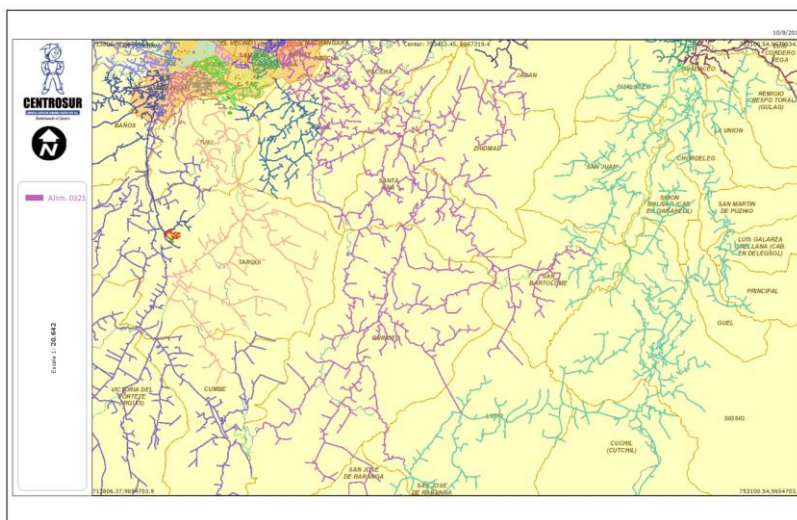 CENTROSUR
N
Alim. 0321
Escala 1: 20.642
10/8/201
Center: 753453.45, 9667319.4
EL VECINO
PACCHA
JADAN
GUALACEO
REMIGIO
CRESPO TORAL
(GULAG)
BAÑOS
TURI
LA UNION
ZHIDMAD
SAN JUAN
CHORDELEG
SANTA
ANA
SIMON
BOLIVAR (CAB.
EN GAÑANZOL)
SAN MARTIN
DE PUZHIO
LUIS GALARZA
ORELLANA (CAB.
EN DELEGSOL)
TARQUI
SAN
BARTOLOME
PRINCIPAL
GUEL
QUINGEO
VICTORIA DEL
PORTETE
(IRQUIS)
CUMBE
LUDO
SIGSIG
CUCHIL
(CUTCHIL)
SAN JOSE
DE RARANGA
SAN JOSE
DE RARANGA
713806.37,9654703.9
753100.54,9654703.